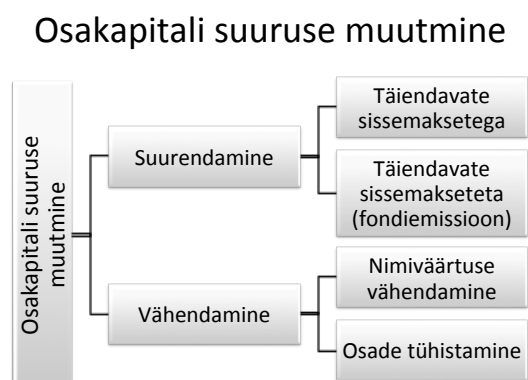 Osakapitali suuruse muutmine
Osakapitali suuruse
muutmine
Suurendamine
Täiendavate
sissemaksetega
Täiendavate
sissemakseteta
(fondiemissioon)
Vähendamine
Nimiväärtuse
vähendamine
Osade tühistamine